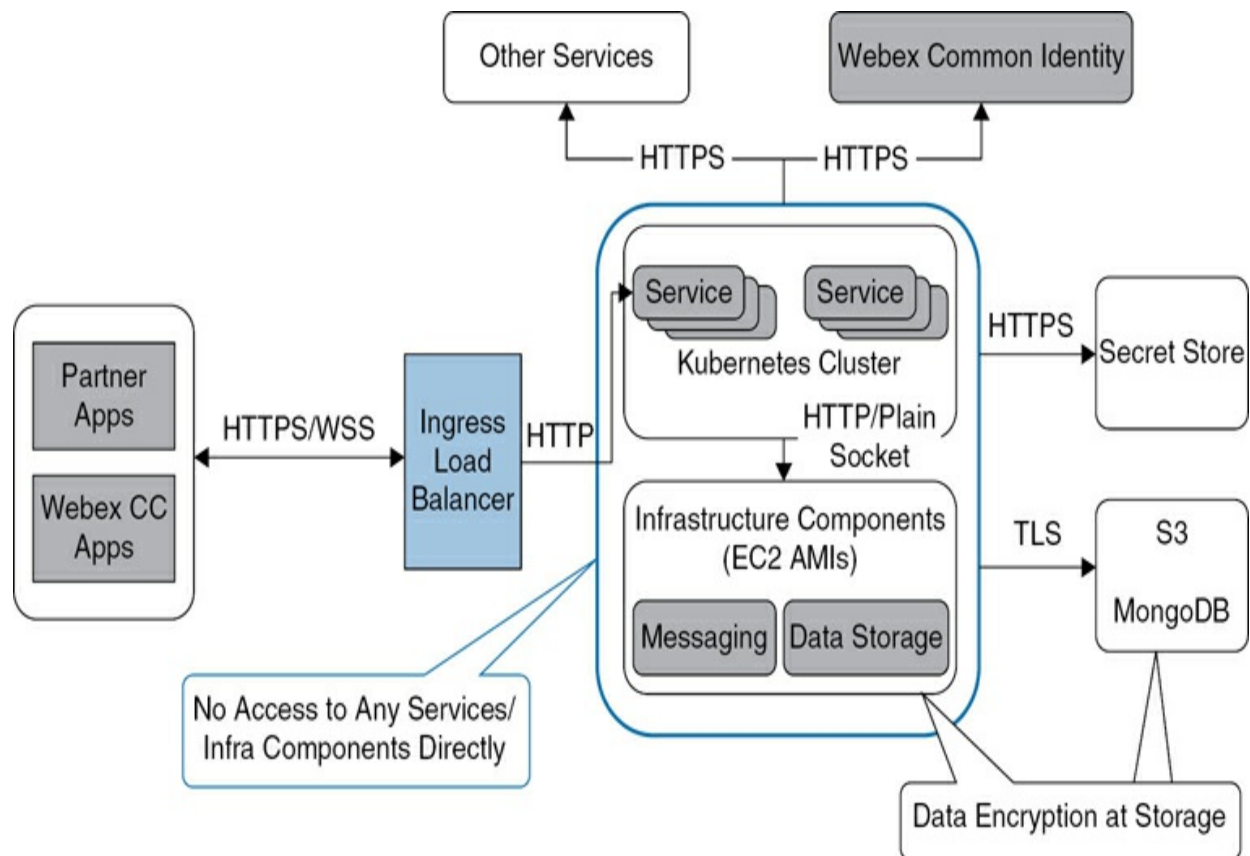 Other Services
Webex Common Identity
HTTPS
HTTPS
Partner
Apps
Webex CC
Apps
HTTPS/WSS
Ingress
Load
Balancer
HTTP
Service
Service
Kubernetes Cluster
HTTP/Plain
Socket
Infrastructure Components
(EC2 AMIs)
Messaging
Data Storage
HTTPS
Secret Store
TLS
S3
MongoDB
No Access to Any Services/
Infra Components Directly
Data Encryption at Storage